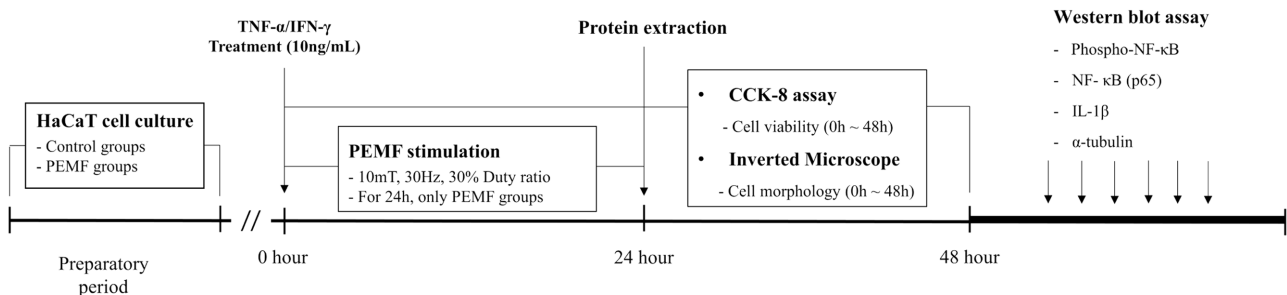 TNF-α/IFN-γ
Treatment (10ng/mL)
Protein extraction
Western blot assay
- Phospho-NF-κB
- NF- κB (p65)
- IL-1β
- α-tubulin
HaCaT cell culture
- Control groups
- PEMF groups
PEMF stimulation
- 10mT, 30Hz, 30% Duty ratio
- For 24h, only PEMF groups
• CCK-8 assay
- Cell viability (0h ~ 48h)
• Inverted Microscope
- Cell morphology (0h ~ 48h)
//
Preparatory
period
0 hour
24 hour
48 hour